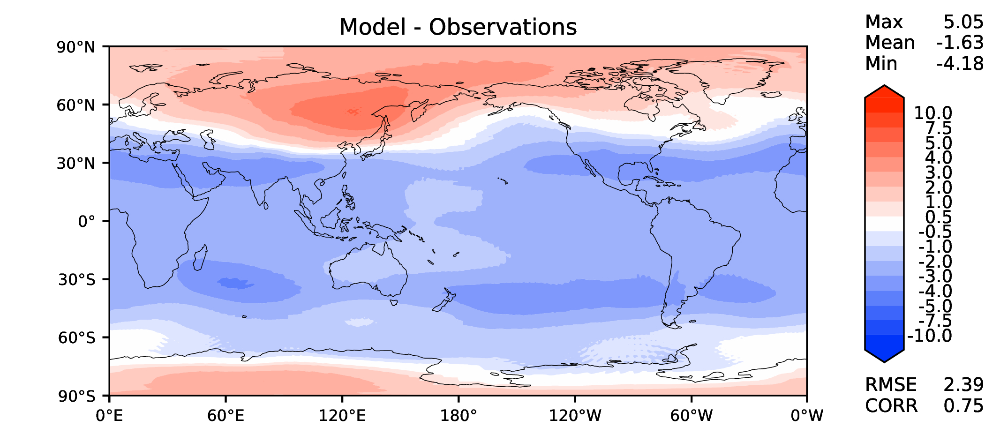 Model - Observations
Max 5.05
Mean -1.63
Min -4.18
90°N
60°N
30°N
0°
30°S
60°S
90°S
0°E 60°E 120°E 180° 120°W 60°W 0°W
10.0
7.5
5.0
4.0
3.0
2.0
1.0
0.5
-0.5
-1.0
-2.0
-3.0
-4.0
-5.0
-7.5
-10.0
RMSE 2.39
CORR 0.75